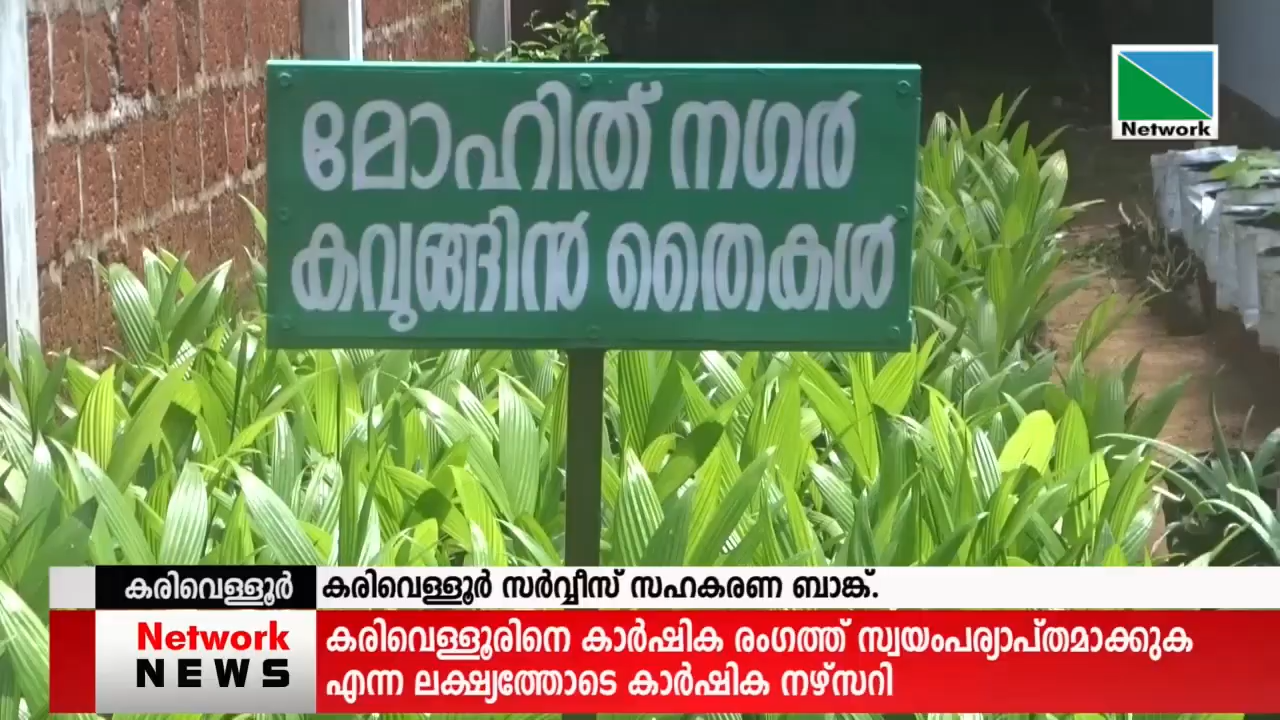 മോഹിത് നഗർ
കവുങ്ങിൻ തൈകൾ
Network
കരിവെള്ളൂർ
കരിവെള്ളൂർ സർവ്വീസ് സഹകരണ ബാങ്ക്.
Network
NEWS
കരിവെള്ളൂരിനെ കാർഷിക രംഗത്ത് സ്വയംപര്യാപ്തമാക്കുക
എന്ന ലക്ഷ്യത്തോടെ കാർഷിക നഴ്സറി